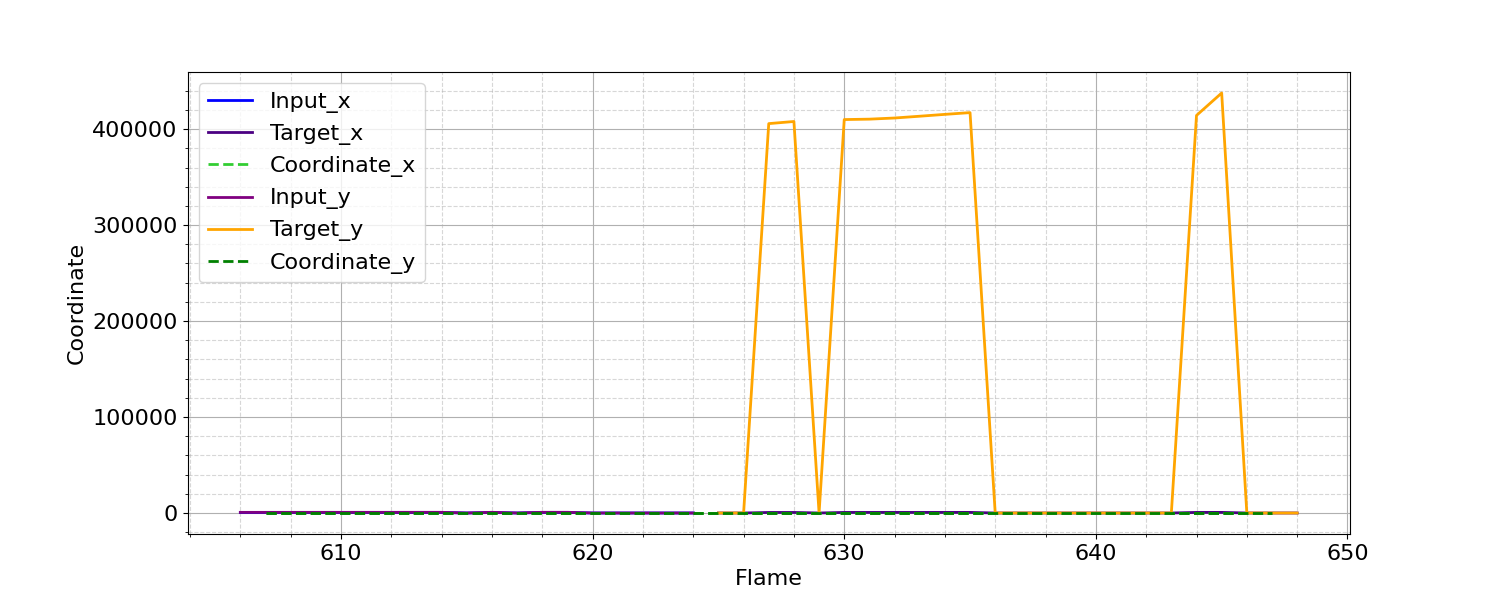 Input_x
Target_x
Coordinate_x
Input_y
Target_y
Coordinate_y
400000
300000
200000
100000
0
Coordinate
610 620 630 640 650
Flame